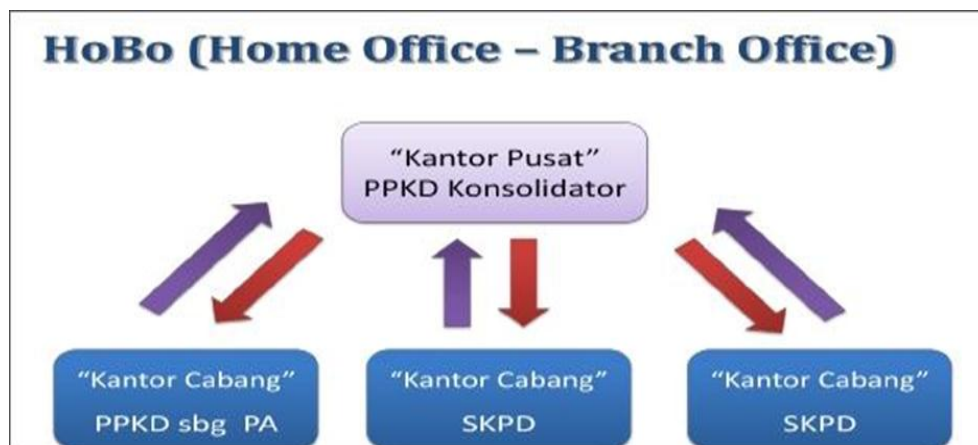 HoBo (Home Office – Branch Office)
“Kantor Pusat”
PPKD Konsolidator
“Kantor Cabang”
PPKD sbg PA
“Kantor Cabang”
SKPD
“Kantor Cabang”
SKPD